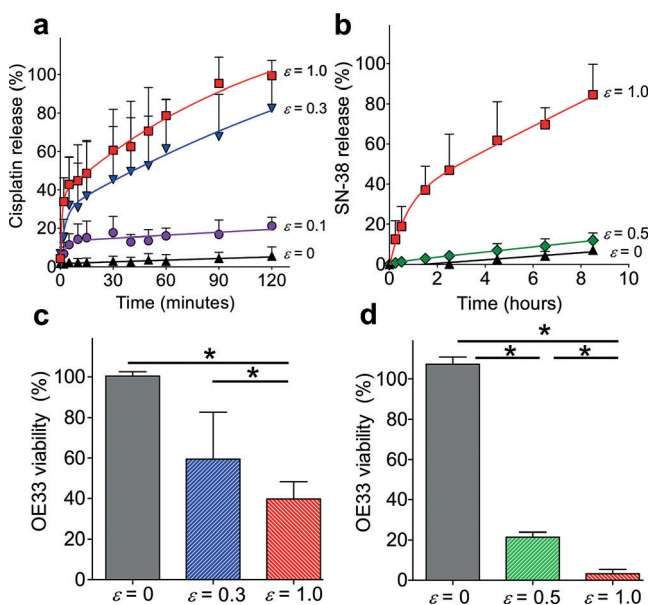 a
Cisplatin release (%)
100
80
60
40
20
0
0 30 60 90 120
Time (minutes)
ε = 1.0
ε = 0.3
ε = 0.1
ε = 0
b
SN-38 release (%)
100
80
60
40
20
0
0 2 4 6 8 10
Time (hours)
ε = 1.0
ε = 0.5
ε = 0
c
OE33 viability (%)
100
80
60
40
20
0
*
*
ε = 0 ε = 0.3 ε = 1.0
d
OE33 viability (%)
100
80
60
40
20
0
*
* *
ε = 0 ε = 0.5 ε = 1.0